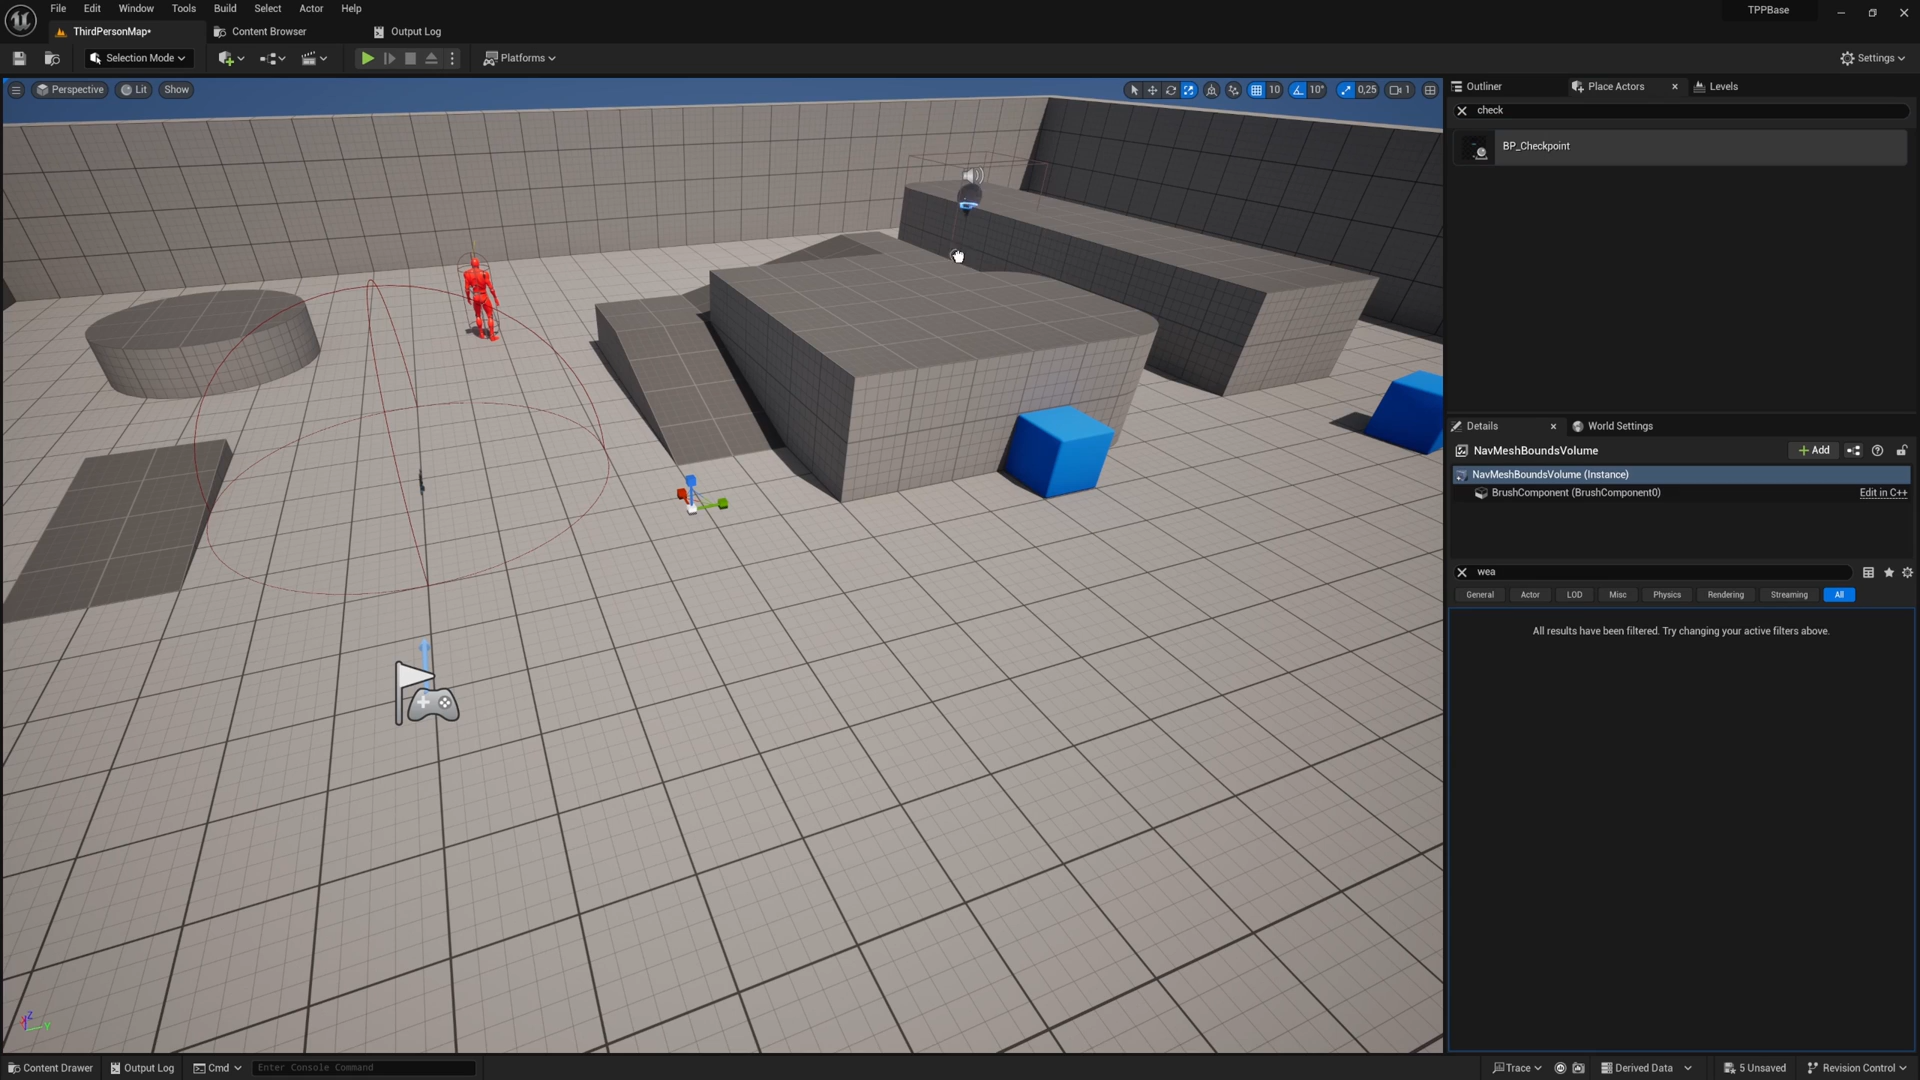 File Edit Window Tools Build Select Actor Help
TPPBase
ThirdPersonMap•
Content Browser
Output Log
Selection Mode
Platforms
Settings
Perspective
Lit
Show
10
10°
0,25
1
Outliner
Place Actors
Levels
check
BP_Checkpoint
Details
World Settings
NavMeshBoundsVolume
+ Add
NavMeshBoundsVolume (Instance)
BrushComponent (BrushComponent0)
Edit in C++
wea
General
Actor
LOD
Misc
Physics
Rendering
Streaming
All
All results have been filtered. Try changing your active filters above.
Z
Y
Content Drawer
Output Log
Cmd
Enter Console Command
Trace
Derived Data
5 Unsaved
Revision Control